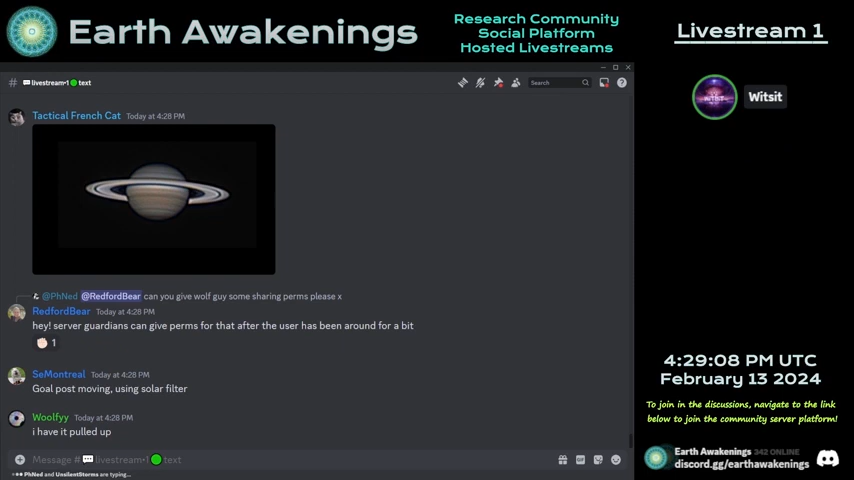 Earth Awakenings
Research Community
Social Platform
Hosted Livestreams
Livestream 1
# livestream•1 text
Search
Witsit
Tactical French Cat Today at 4:28 PM
@PhNed @RedfordBear can you give wolf guy some sharing perms please x
RedfordBear Today at 4:28 PM
hey! server guardians can give perms for that after the user has been around for a bit
1
SeMontreal Today at 4:28 PM
Goal post moving, using solar filter
Woolfyy Today at 4:28 PM
i have it pulled up
Message # livestream•1 text
GIF
PhNed and UnsilentStorms are typing...
4:29:08 PM UTC
February 13 2024
To join in the discussions, navigate to the link
below to join the community server platform!
Earth Awakenings 342 ONLINE
discord.gg/earthawakenings